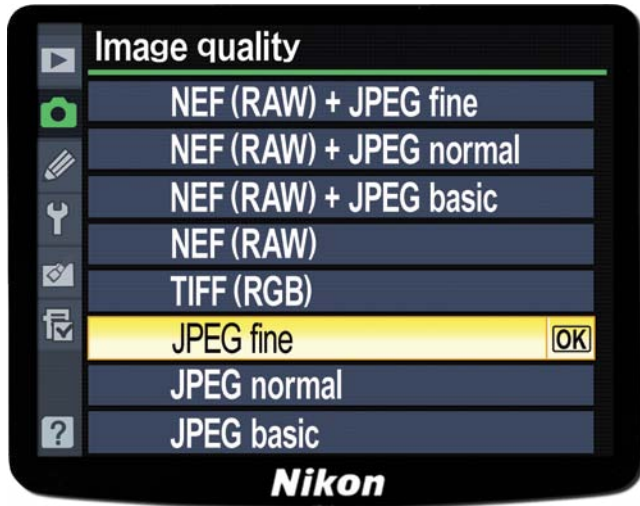 Image quality
NEF (RAW) + JPEG fine
NEF (RAW) + JPEG normal
NEF (RAW) + JPEG basic
NEF (RAW)
TIFF (RGB)
JPEG fine OK
JPEG normal
?
JPEG basic
Nikon